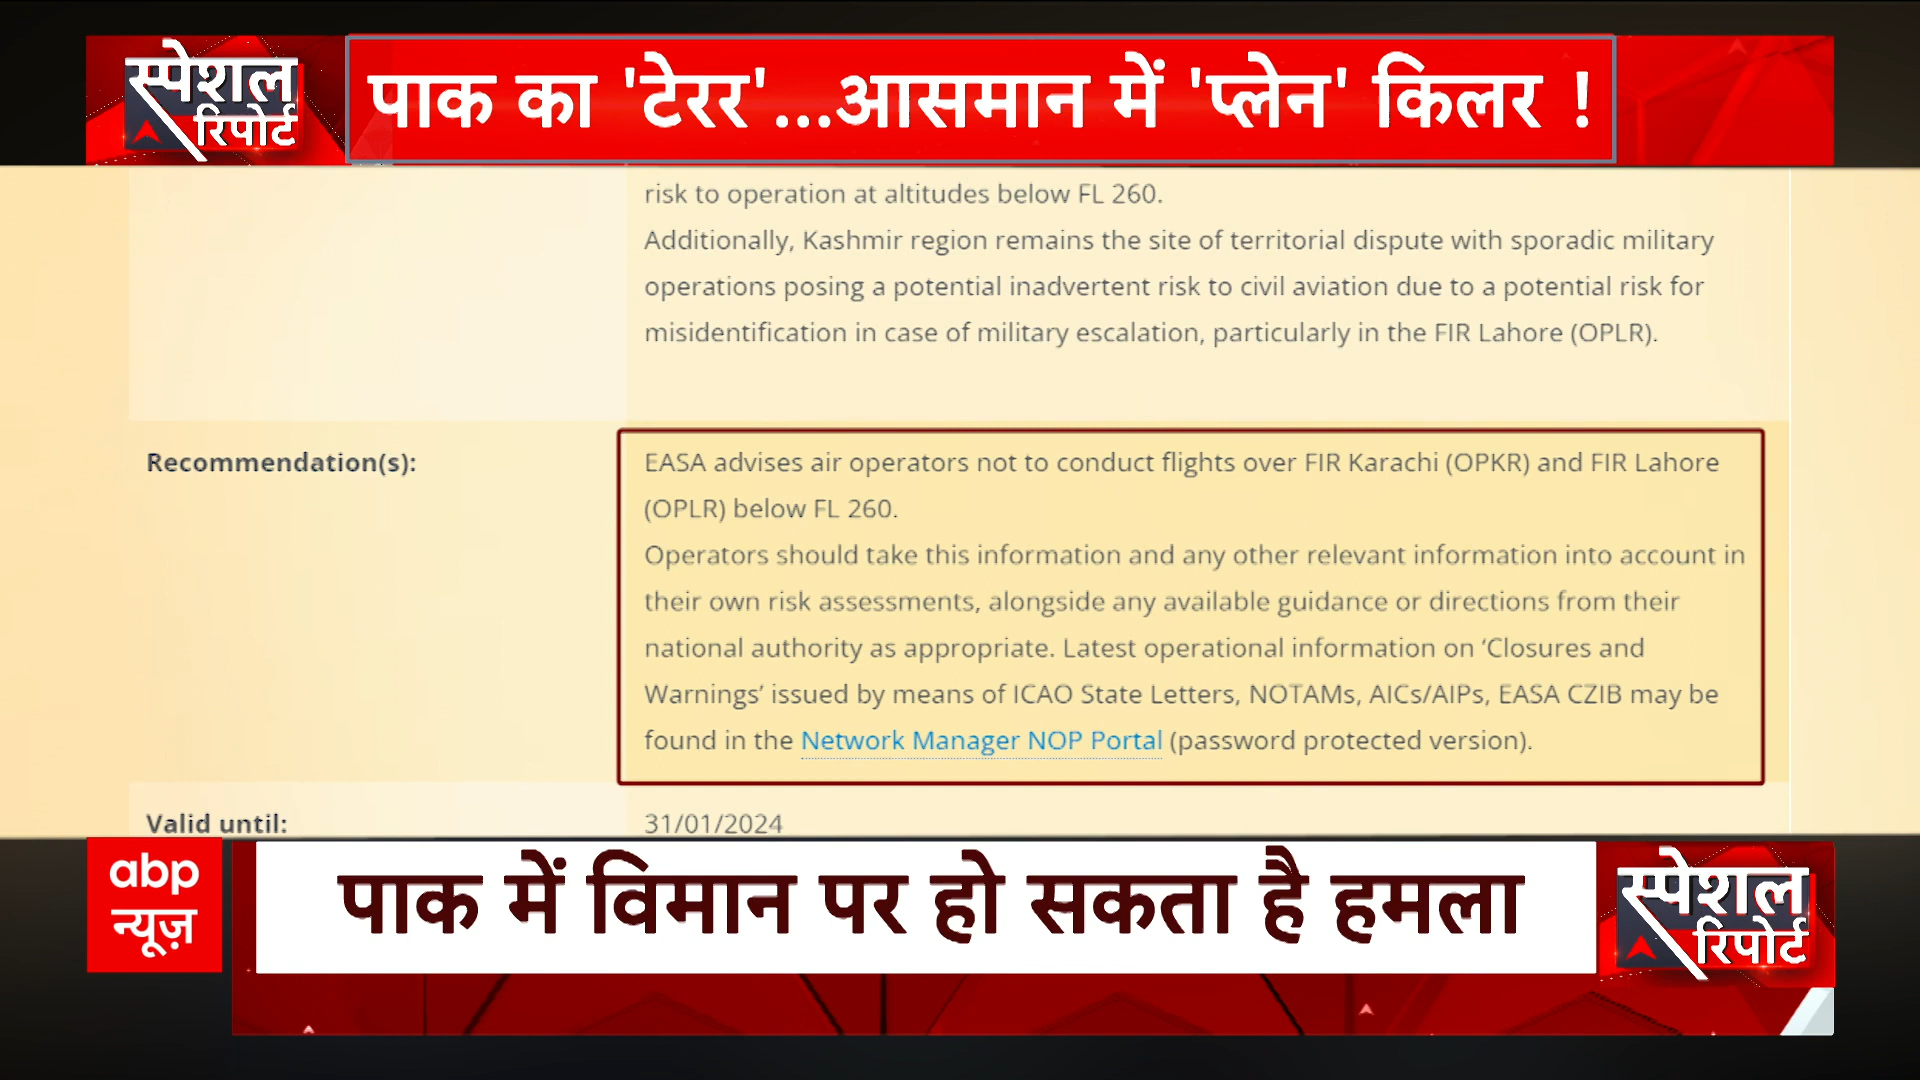 स्पेशल
रिपोर्ट
पाक का 'टेरर'...आसमान में 'प्लेन' किलर !
risk to operation at altitudes below FL 260.
Additionally, Kashmir region remains the site of territorial dispute with sporadic military
operations posing a potential inadvertent risk to civil aviation due to a potential risk for
misidentification in case of military escalation, particularly in the FIR Lahore (OPLR).
Recommendation(s):
EASA advises air operators not to conduct flights over FIR Karachi (OPKR) and FIR Lahore
(OPLR) below FL 260.
Operators should take this information and any other relevant information into account in
their own risk assessments, alongside any available guidance or directions from their
national authority as appropriate. Latest operational information on ‘Closures and
Warnings’ issued by means of ICAO State Letters, NOTAMs, AICs/AIPs, EASA CZIB may be
found in the Network Manager NOP Portal (password protected version).
Valid until:
31/01/2024
abp
न्यूज़
पाक में विमान पर हो सकता है हमला
स्पेशल
रिपोर्ट